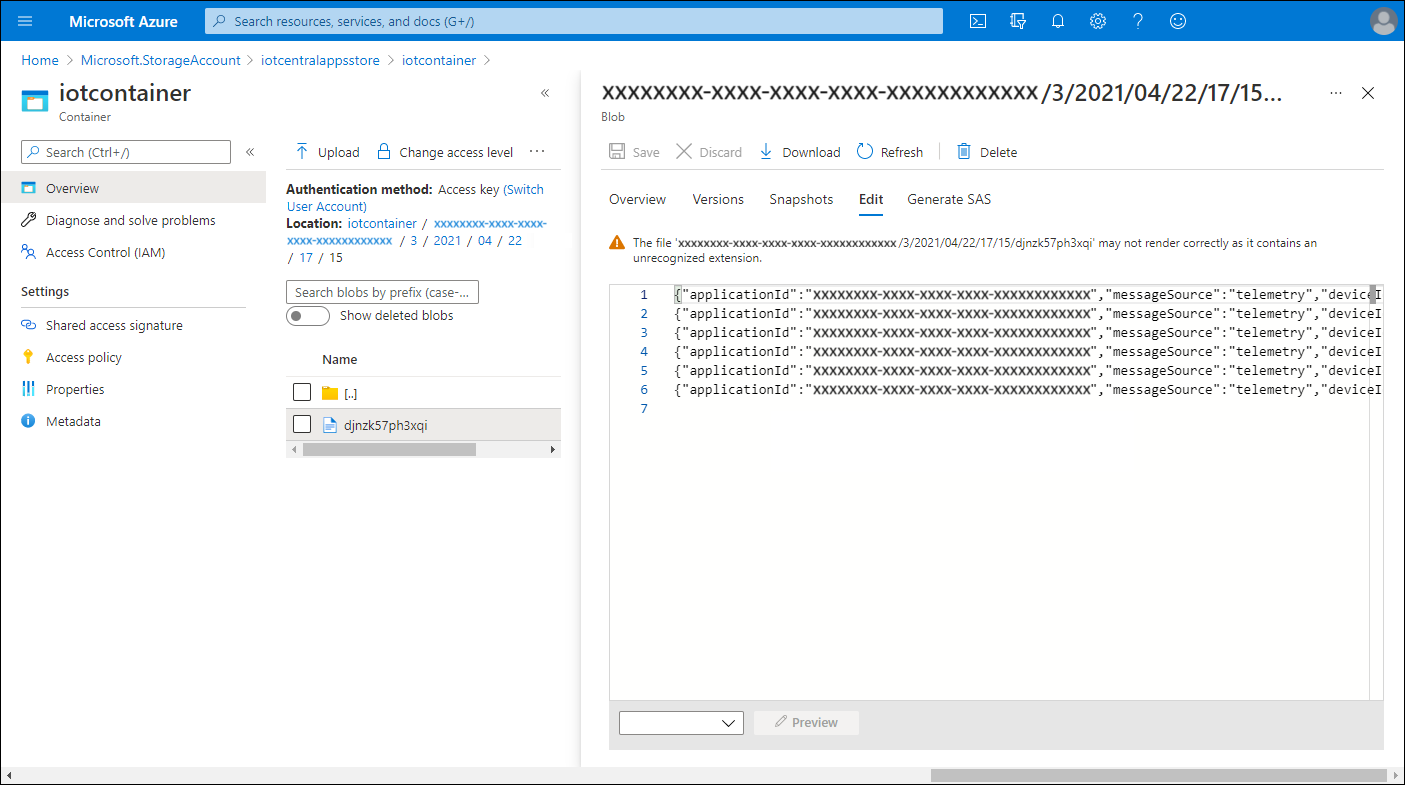 Microsoft Azure
Search resources, services, and docs (G+/)
Home > Microsoft.StorageAccount > iotcentralappsstore > iotcontainer >
iotcontainer
Container
Search (Ctrl+/)
Overview
Diagnose and solve problems
Access Control (IAM)
Settings
Shared access signature
Access policy
Properties
Metadata
Upload
Change access level
Authentication method: Access key (Switch
User Account)
Location: iotcontainer / xxxxxxxx-xxxx-xxxx-
xxxx-xxxxxxxxxxxx / 3 / 2021 / 04 / 22
/ 17 / 15
Search blobs by prefix (case-...
Show deleted blobs
Name
[..]
djnzk57ph3xqi
xxxxxxxx-xxxx-xxxx-xxxx-xxxxxxxxxxxx/3/2021/04/22/17/15...
Blob
Save
Discard
Download
Refresh
Delete
Overview
Versions
Snapshots
Edit
Generate SAS
The file 'xxxxxxxx-xxxx-xxxx-xxxx-xxxxxxxxxxxx/3/2021/04/22/17/15/djnzk57ph3xqi' may not render correctly as it contains an
unrecognized extension.
1 {"applicationId":"xxxxxxxx-xxxx-xxxx-xxxx-xxxxxxxxxxxx","messageSource":"telemetry","deviceI
2 {"applicationId":"xxxxxxxx-xxxx-xxxx-xxxx-xxxxxxxxxxxx","messageSource":"telemetry","deviceI
3 {"applicationId":"xxxxxxxx-xxxx-xxxx-xxxx-xxxxxxxxxxxx","messageSource":"telemetry","deviceI
4 {"applicationId":"xxxxxxxx-xxxx-xxxx-xxxx-xxxxxxxxxxxx","messageSource":"telemetry","deviceI
5 {"applicationId":"xxxxxxxx-xxxx-xxxx-xxxx-xxxxxxxxxxxx","messageSource":"telemetry","deviceI
6 {"applicationId":"xxxxxxxx-xxxx-xxxx-xxxx-xxxxxxxxxxxx","messageSource":"telemetry","deviceI
7
Preview